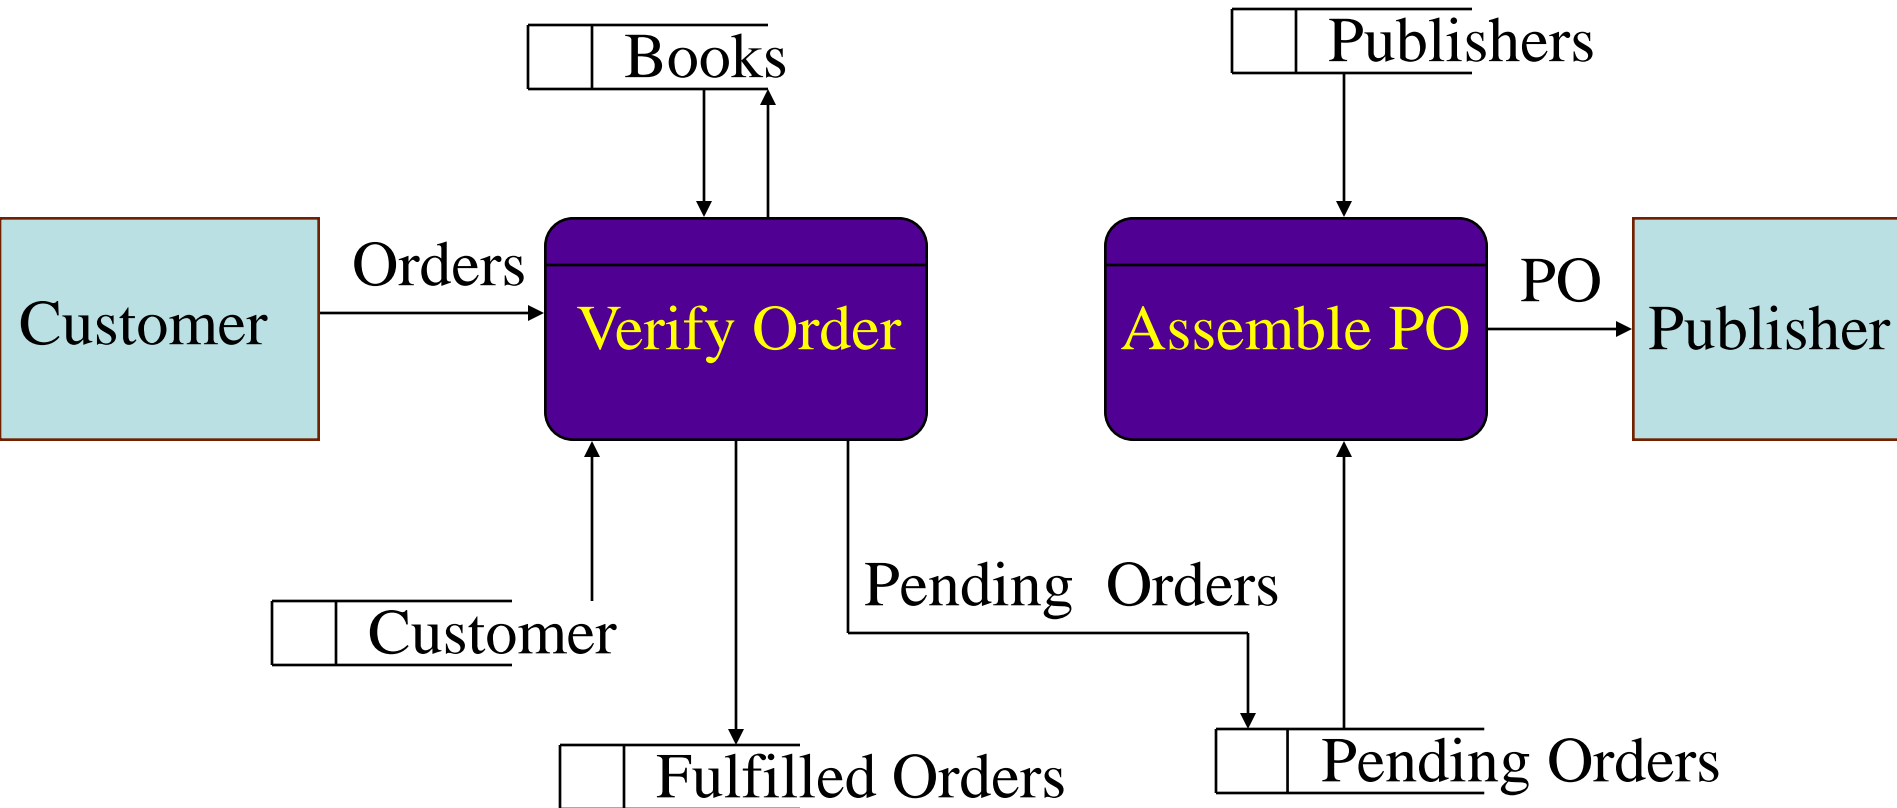 Books
Publishers
Orders
PO
Customer
Verify Order
Assemble PO
Publisher
Pending Orders
Customer
Fulfilled Orders
Pending Orders